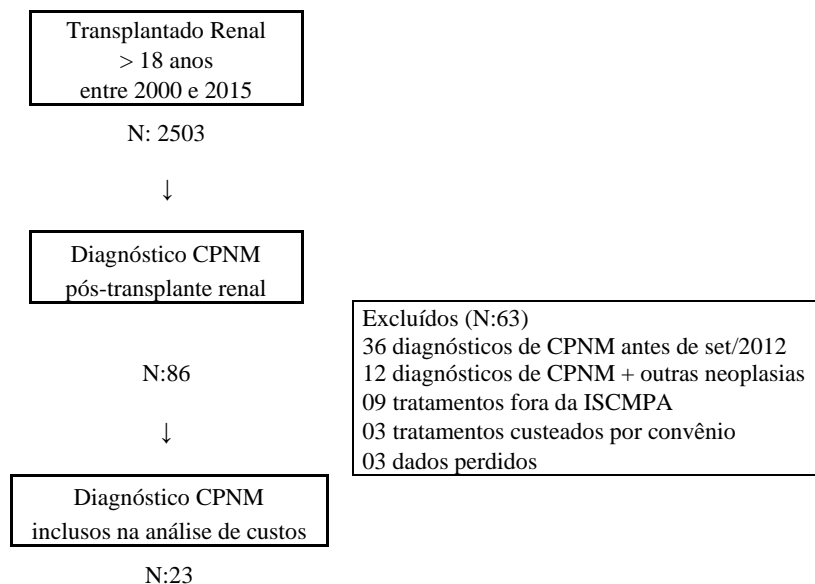 Transplantado Renal
> 18 anos
entre 2000 e 2015
N: 2503
↓
Diagnóstico CPNM
pós-transplante renal
N:86
↓
Excluídos (N:63)
36 diagnósticos de CPNM antes de set/2012
12 diagnósticos de CPNM + outras neoplasias
09 tratamentos fora da ISCMPA
03 tratamentos custeados por convênio
03 dados perdidos
Diagnóstico CPNM
inclusos na análise de custos
N:23